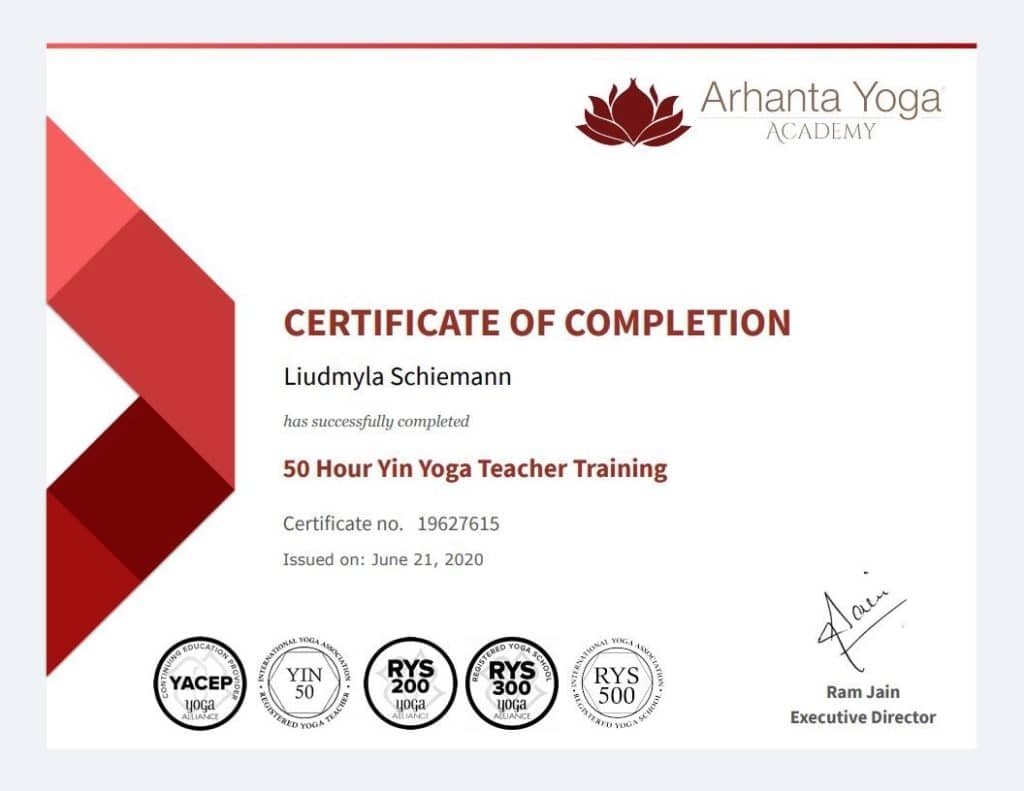 Arhanta Yoga
ACADEMY
CERTIFICATE OF COMPLETION
Liudmyla Schiemann
has successfully completed
50 Hour Yin Yoga Teacher Training
Certificate no. 19627615
Issued on: June 21, 2020
CONTINUING EDUCATION PROVIDER
YACEP
yoga
ALLIANCE
INTERNATIONAL YOGA ASSOCIATION
YIN
50
REGISTERED YOGA TEACHER
RYS
200
yoga
ALLIANCE
REGISTERED YOGA SCHOOL
RYS
300
yoga
ALLIANCE
INTERNATIONAL YOGA ASSOCIATION
RYS
500
REGISTERED YOGA SCHOOL
Jain
Ram Jain
Executive Director